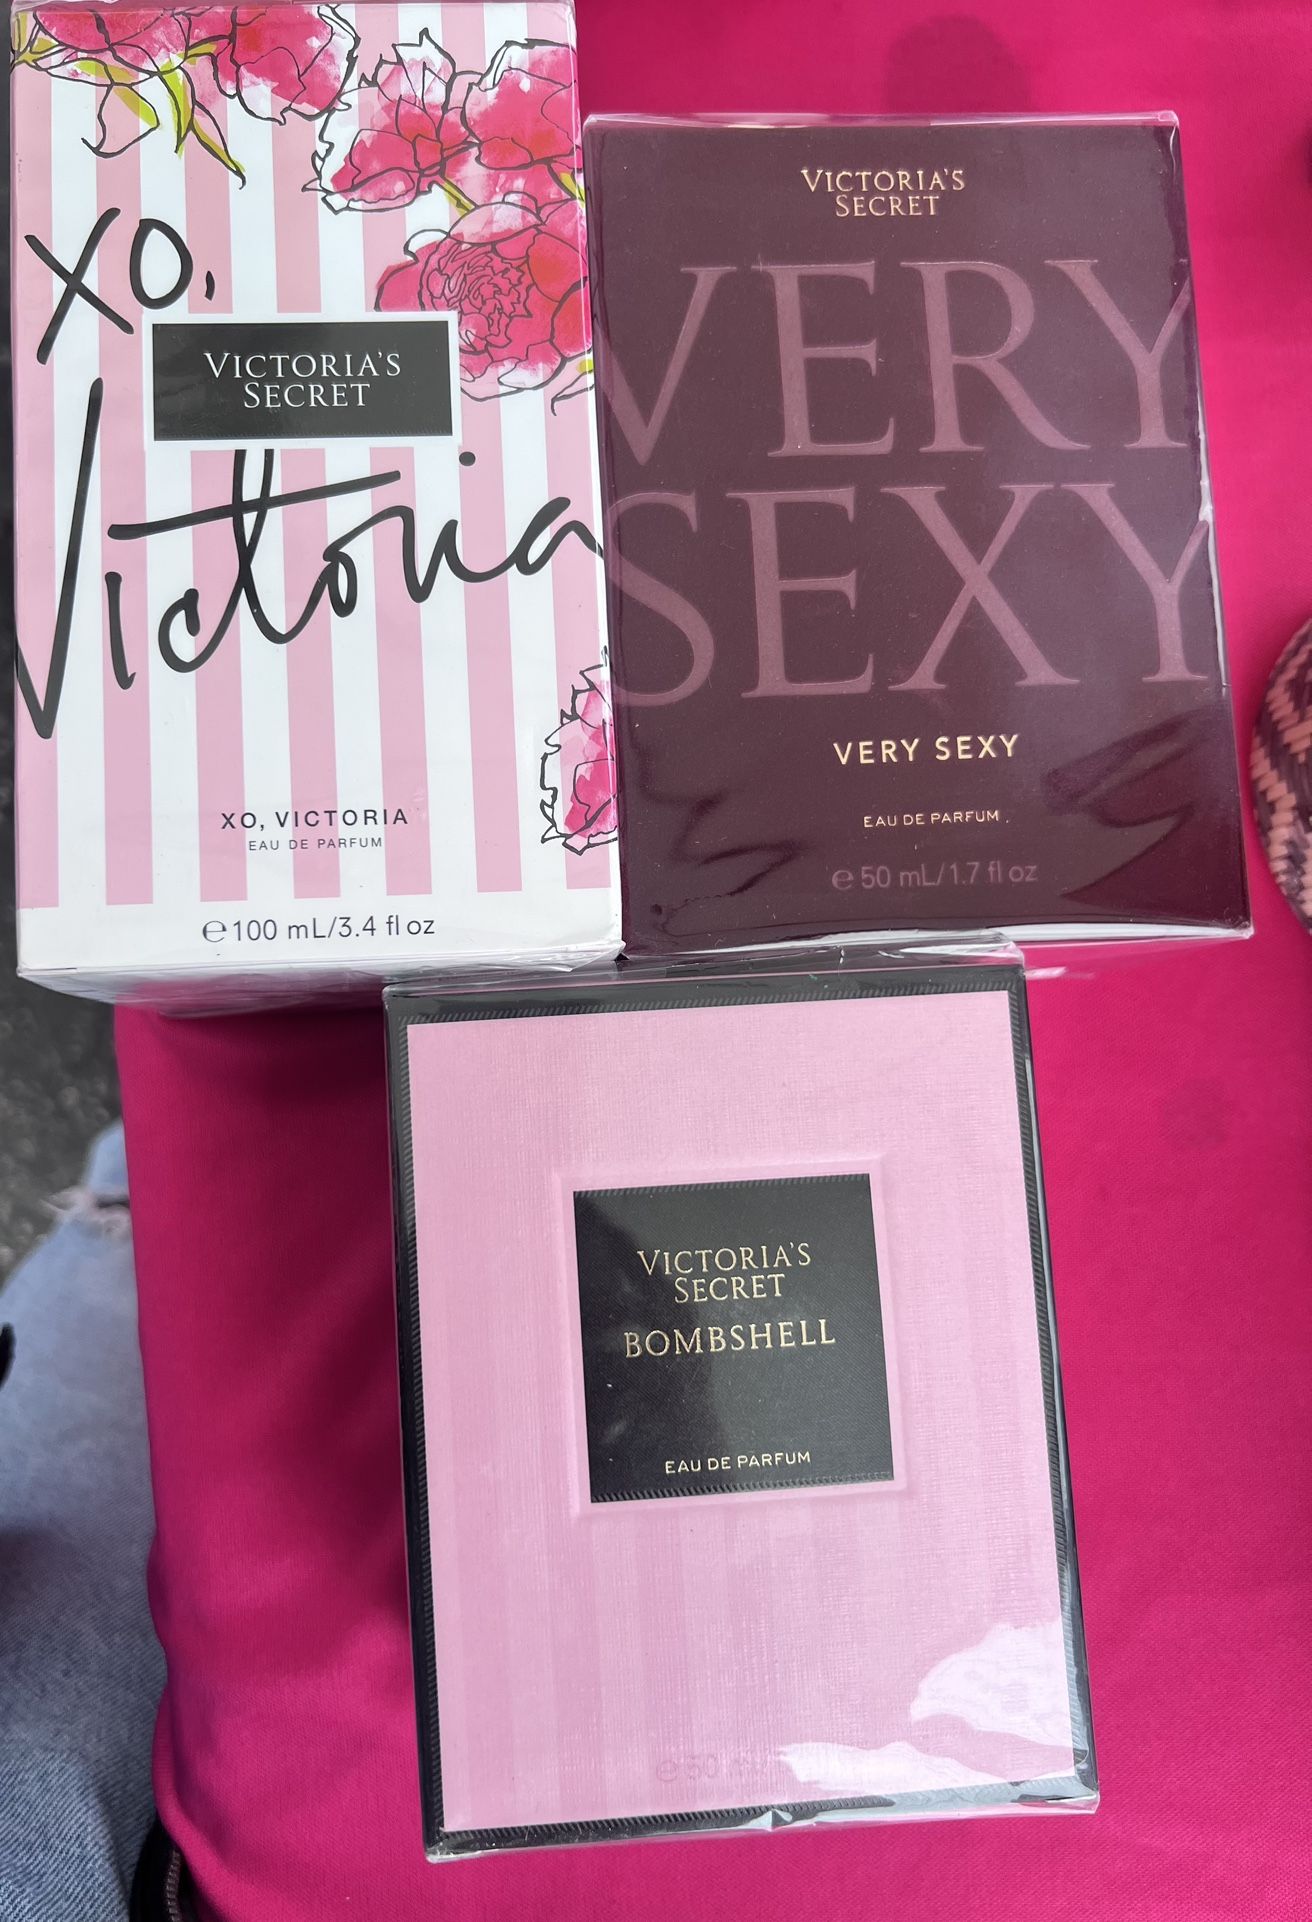 XO,
VICTORIA'S
SECRET
Victoria
XO, VICTORIA
EAU DE PARFUM
℮100 mL/3.4 fl oz
VICTORIA'S
SECRET
VERY
SEXY
VERY SEXY
EAU DE PARFUM
℮ 50 mL/1.7 fl oz
VICTORIA'S
SECRET
BOMBSHELL
EAU DE PARFUM
℮ 50